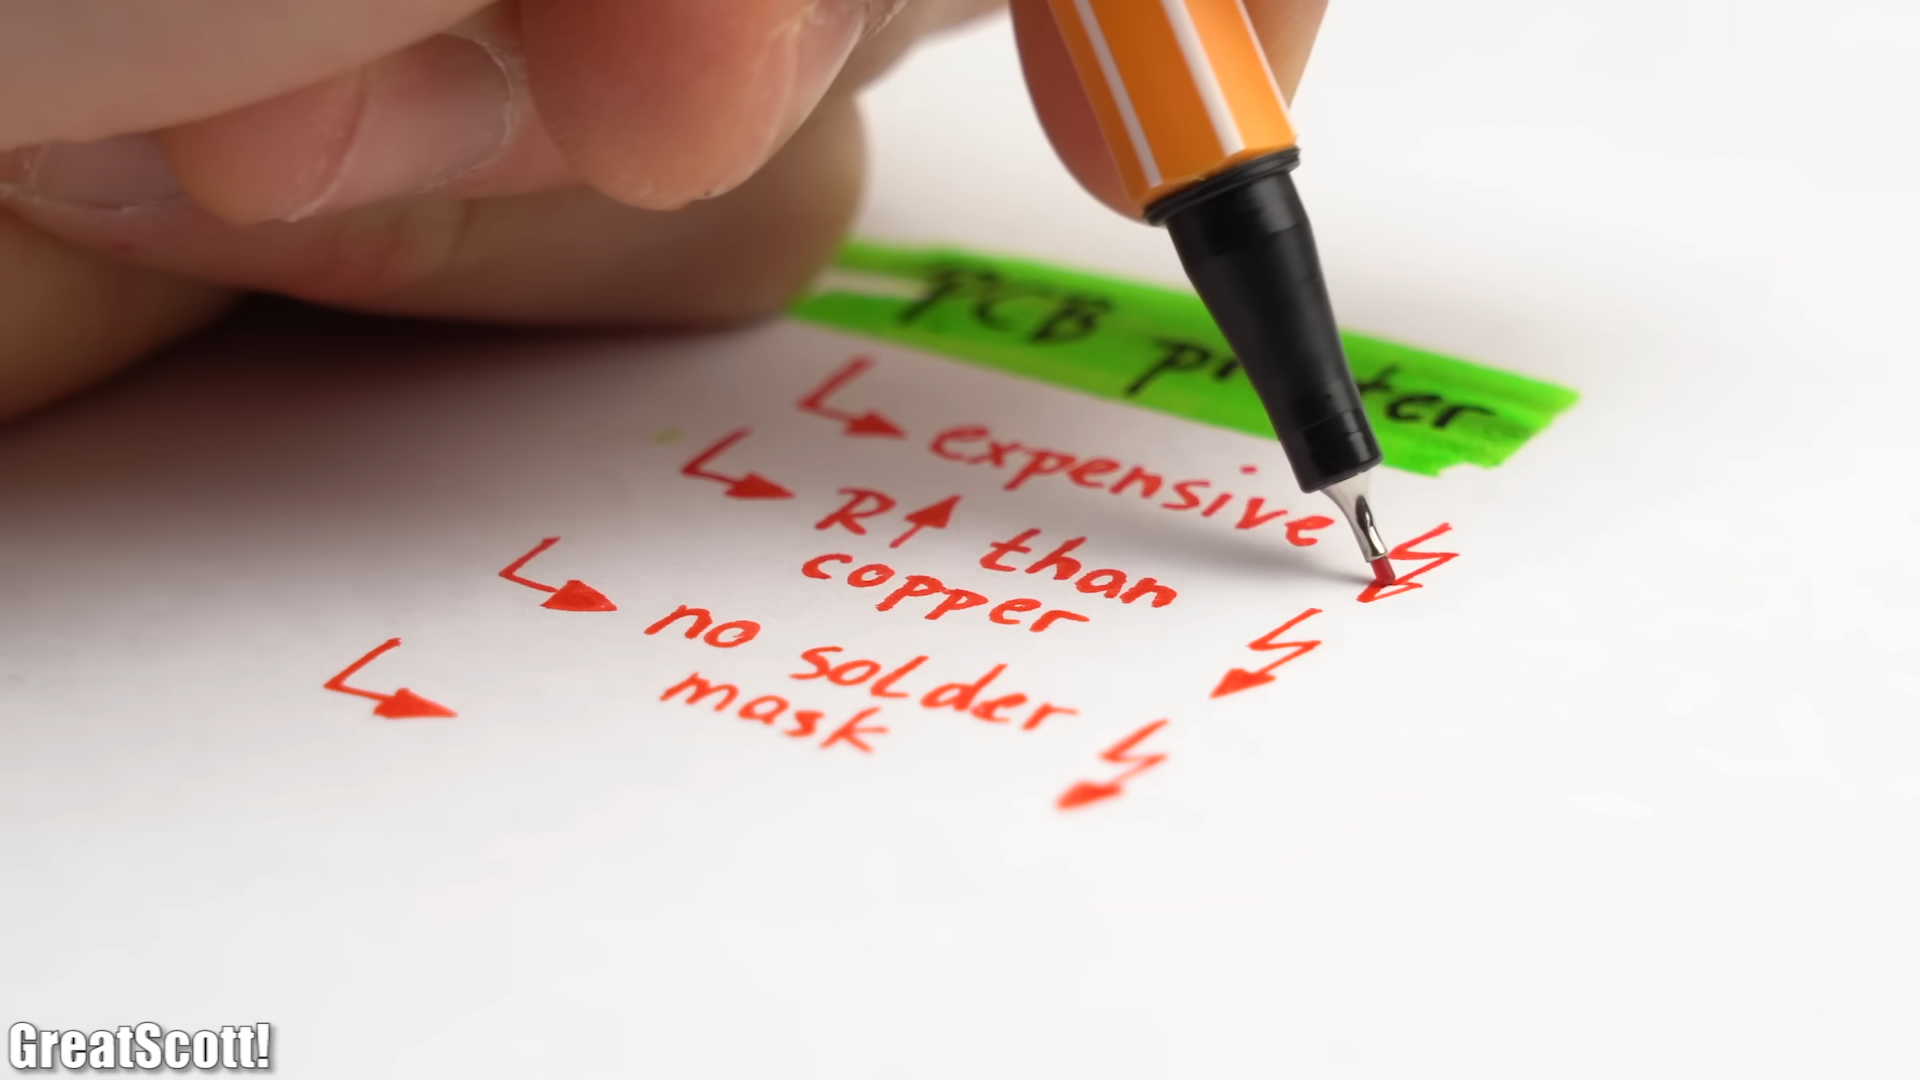 PCB printer
expensive
R↑ than
copper
no solder
mask
GreatScott!